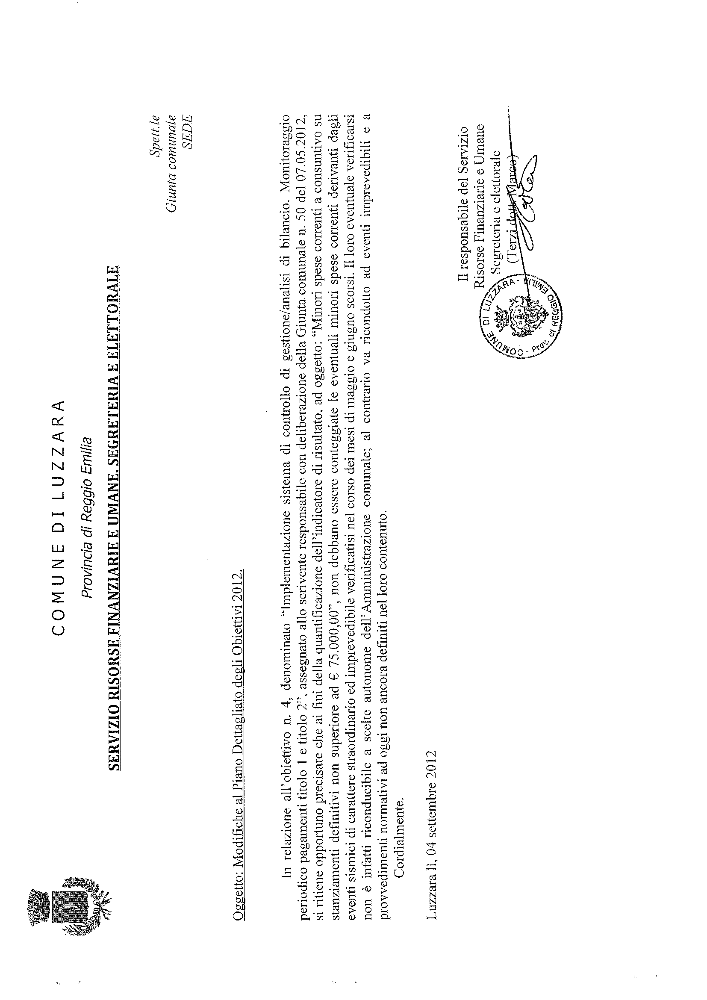 COMUNE DI LUZZARA
Provincia di Reggio Emilia
SERVIZIO RISORSE FINANZIARIE E UMANE. SEGRETERIA E ELETTORALE
Spett.le
Giunta comunale
SEDE
Oggetto: Modifiche al Piano Dettagliato degli Obiettivi 2012.
In relazione all'obiettivo n. 4, denominato “Implementazione sistema di controllo di gestione/analisi di bilancio. Monitoraggio
periodico pagamenti titolo 1 e titolo 2”, assegnato allo scrivente responsabile con deliberazione della Giunta comunale n. 50 del 07.05.2012,
si ritiene opportuno precisare che ai fini della quantificazione dell'indicatore di risultato, ad oggetto: “Minori spese correnti a consuntivo su
stanziamenti definitivi non superiore ad € 75.000,00”, non debbano essere conteggiate le eventuali minori spese correnti derivanti dagli
eventi sismici di carattere straordinario ed imprevedibile verificatisi nel corso dei mesi di maggio e giugno scorsi. Il loro eventuale verificarsi
non è infatti riconducibile a scelte autonome dell'Amministrazione comunale; al contrario va ricondotto ad eventi imprevedibili e a
provvedimenti normativi ad oggi non ancora definiti nel loro contenuto.
Cordialmente.
Luzzara lì, 04 settembre 2012
Il responsabile del Servizio
Risorse Finanziarie e Umane
Segreteria e elettorale
(Terzi dott. Marco)
COMUNE DI LUZZARA - Prov. di REGGIO EMILIA -